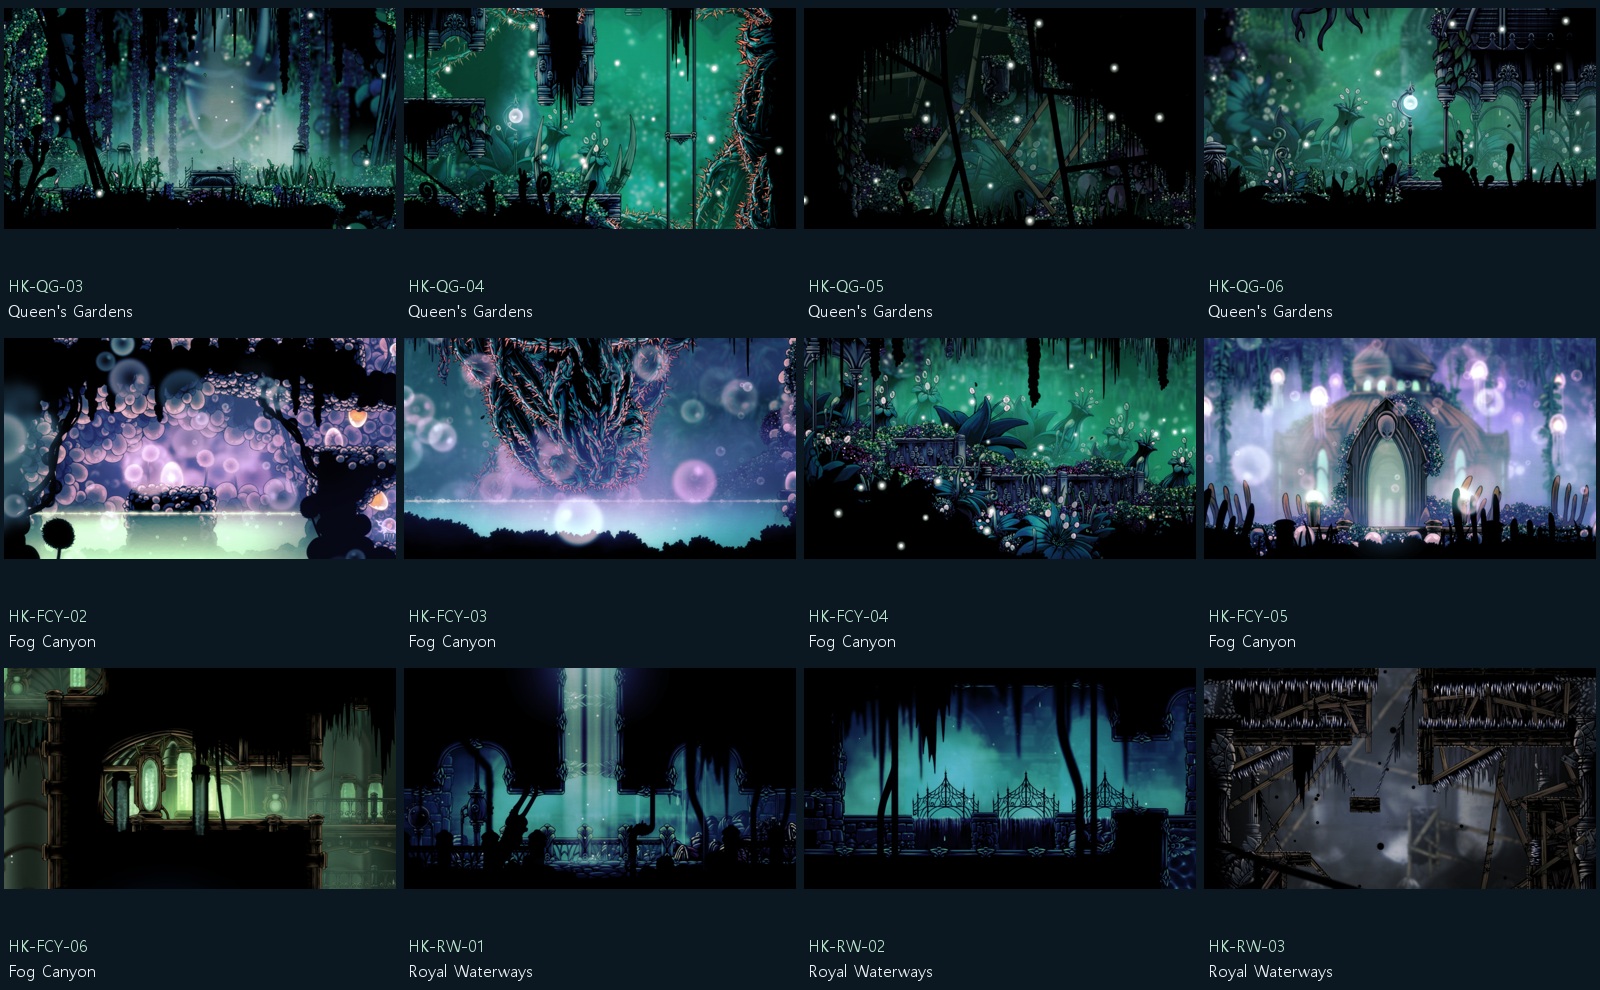 HK-QG-03
Queen's Gardens
HK-QG-04
Queen's Gardens
HK-QG-05
Queen's Gardens
HK-QG-06
Queen's Gardens
HK-FCY-02
Fog Canyon
HK-FCY-03
Fog Canyon
HK-FCY-04
Fog Canyon
HK-FCY-05
Fog Canyon
HK-FCY-06
Fog Canyon
HK-RW-01
Royal Waterways
HK-RW-02
Royal Waterways
HK-RW-03
Royal Waterways